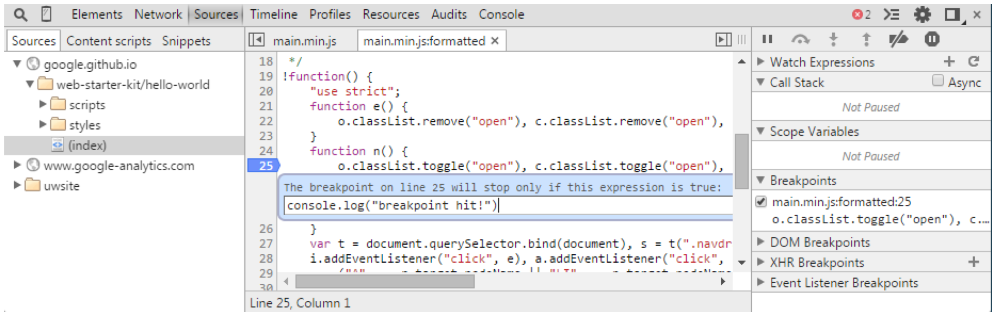 Elements Network Sources Timeline Profiles Resources Audits Console 2
Sources Content scripts Snippets
google.github.io
web-starter-kit/hello-world
scripts
styles
(index)
www.google-analytics.com
uwsite
main.min.js main.min.js:formatted
18 */
19 !function() {
20 "use strict";
21 function e() {
22 o.classList.remove("open"), c.classList.remove("open"),
23 }
24 function n() {
25 o.classList.toggle("open"), c.classList.toggle("open"),
The breakpoint on line 25 will stop only if this expression is true:
console.log("breakpoint hit!")
26 }
27 var t = document.querySelector.bind(document), s = t(".navdr
28 i.addEventListener("click", e), a.addEventListener("click",
29
30
Line 25, Column 1
Watch Expressions
Call Stack Async
Not Paused
Scope Variables
Not Paused
Breakpoints
main.min.js:formatted:25
o.classList.toggle("open"), c.…
DOM Breakpoints
XHR Breakpoints
Event Listener Breakpoints